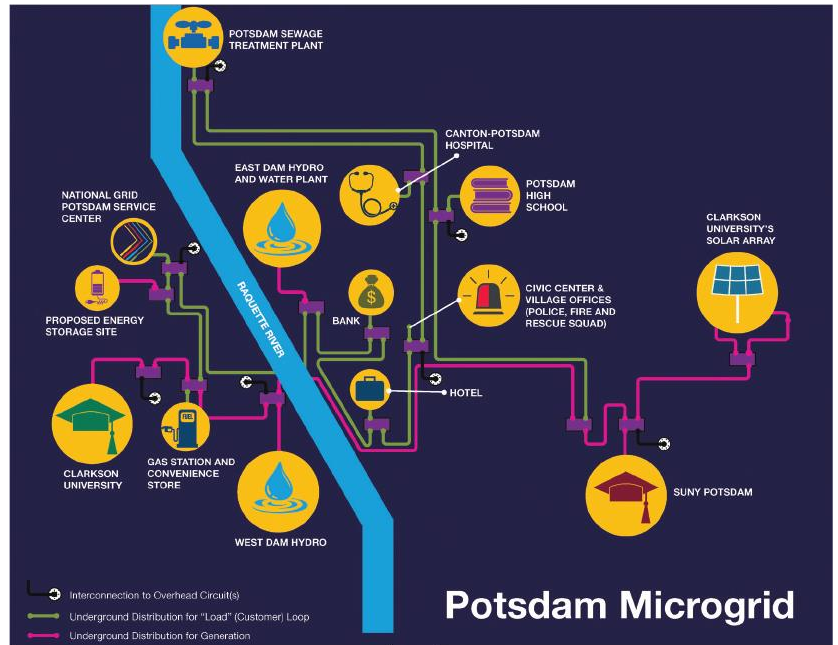 POTSDAM SEWAGE
TREATMENT PLANT
CANTON-POTSDAM
HOSPITAL
EAST DAM HYDRO
AND WATER PLANT
POTSDAM
HIGH
SCHOOL
NATIONAL GRID
POTSDAM SERVICE
CENTER
CLARKSON
UNIVERSITY'S
SOLAR ARRAY
RAQUETTE RIVER
$
BANK
CIVIC CENTER &
VILLAGE OFFICES
(POLICE, FIRE AND
RESCUE SQUAD)
PROPOSED ENERGY
STORAGE SITE
HOTEL
FUEL
CLARKSON
UNIVERSITY
GAS STATION AND
CONVENIENCE
STORE
WEST DAM HYDRO
SUNY POTSDAM
Interconnection to Overhead Circuit(s)
Underground Distribution for "Load" (Customer) Loop
Underground Distribution for Generation
Potsdam Microgrid